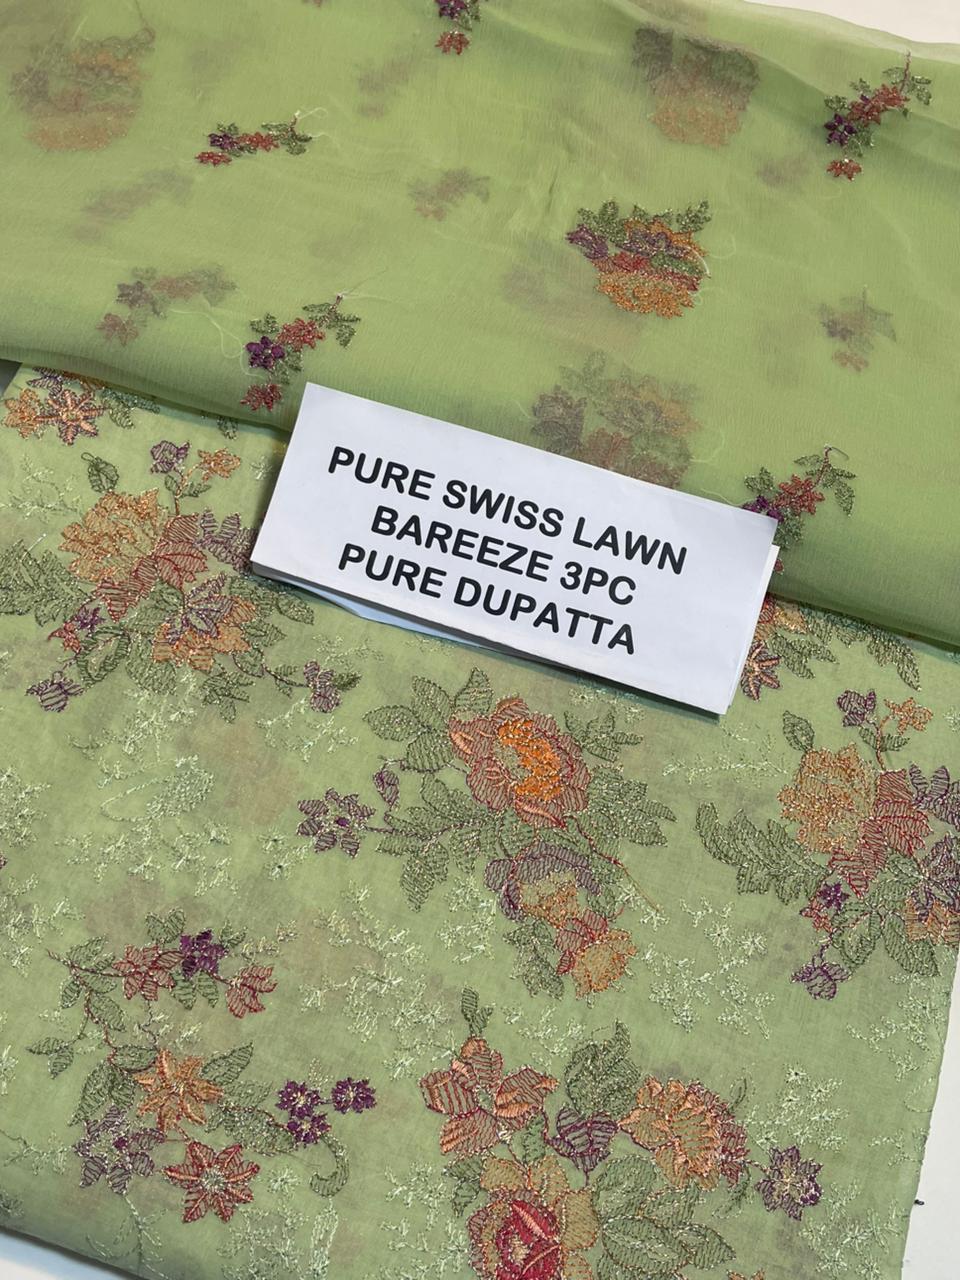 PURE SWISS LAWN
BAREEZE 3PC
PURE DUPATTA